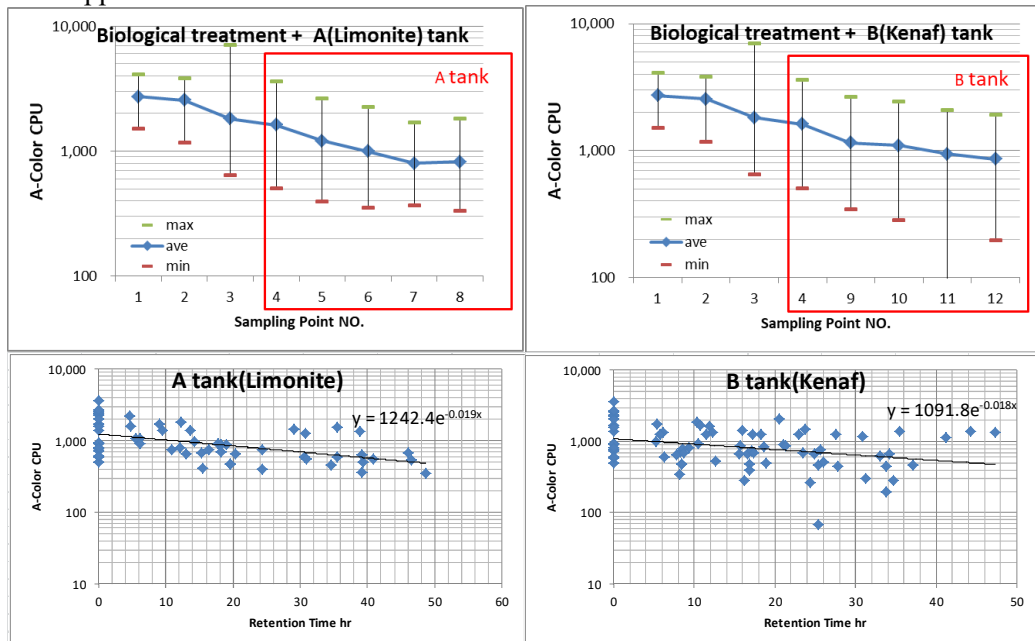 Biological treatment + A(Limonite) tank
10,000
1,000
100
A-Color CPU
A tank
max
ave
min
1 2 3 4 5 6 7 8
Sampling Point NO.
Biological treatment + B(Kenaf) tank
10,000
1,000
100
A-Color CPU
B tank
max
ave
min
1 2 3 4 9 10 11 12
Sampling Point NO.
A tank(Limonite)
10,000
1,000
100
10
A-Color CPU
y = 1242.4e-0.019x
0 10 20 30 40 50 60
Retention Time hr
B tank(Kenaf)
10,000
1,000
100
10
A-Color CPU
y = 1091.8e-0.018x
0 10 20 30 40 50
Retention Time hr